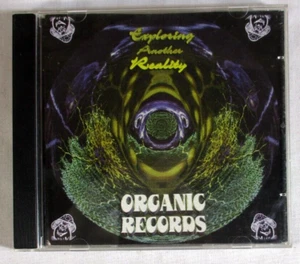 Exploring
Another
Reality
ORGANIC
RECORDS